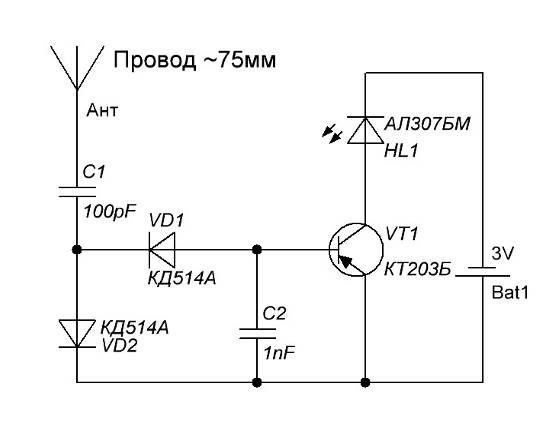 Провод ~75мм
Ант
C1
100pF
VD1
КД514А
КД514А
VD2
C2
1nF
АЛ307БМ
HL1
VT1
КТ203Б
3V
Bat1